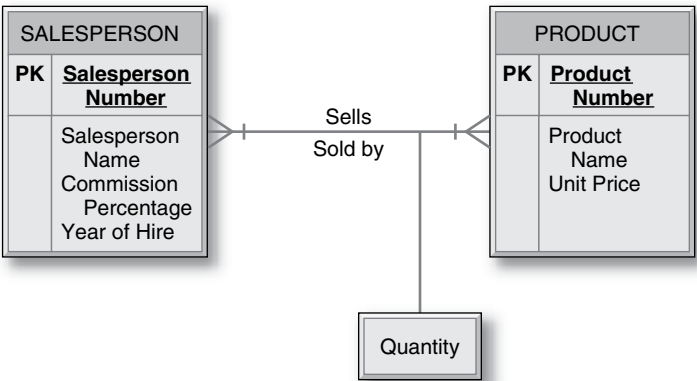 SALESPERSON
PK Salesperson
Number
Salesperson
Name
Commission
Percentage
Year of Hire
Sells
Sold by
PRODUCT
PK Product
Number
Product
Name
Unit Price
Quantity